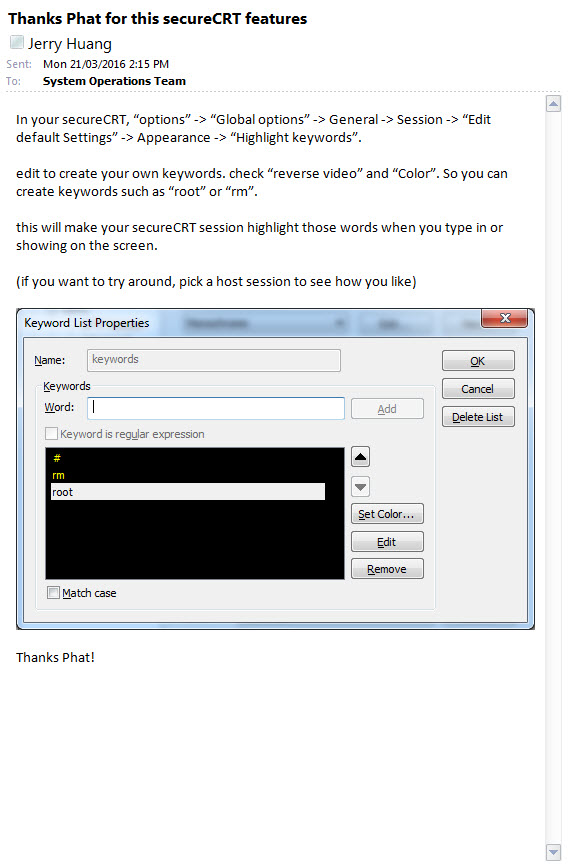 Thanks Phat for this secureCRT features
Jerry Huang
Sent: Mon 21/03/2016 2:15 PM
To: System Operations Team
In your secureCRT, “options” -> “Global options” -> General -> Session -> “Edit
default Settings” -> Appearance -> “Highlight keywords”.
edit to create your own keywords. check “reverse video” and “Color”. So you can
create keywords such as “root” or “rm”.
this will make your secureCRT session highlight those words when you type in or
showing on the screen.
(if you want to try around, pick a host session to see how you like)
Keyword List Properties
Name: keywords
OK
Keywords
Cancel
Word:
Add
Delete List
Keyword is regular expression
#
rm
root
Set Color...
Edit
Remove
Match case
Thanks Phat!